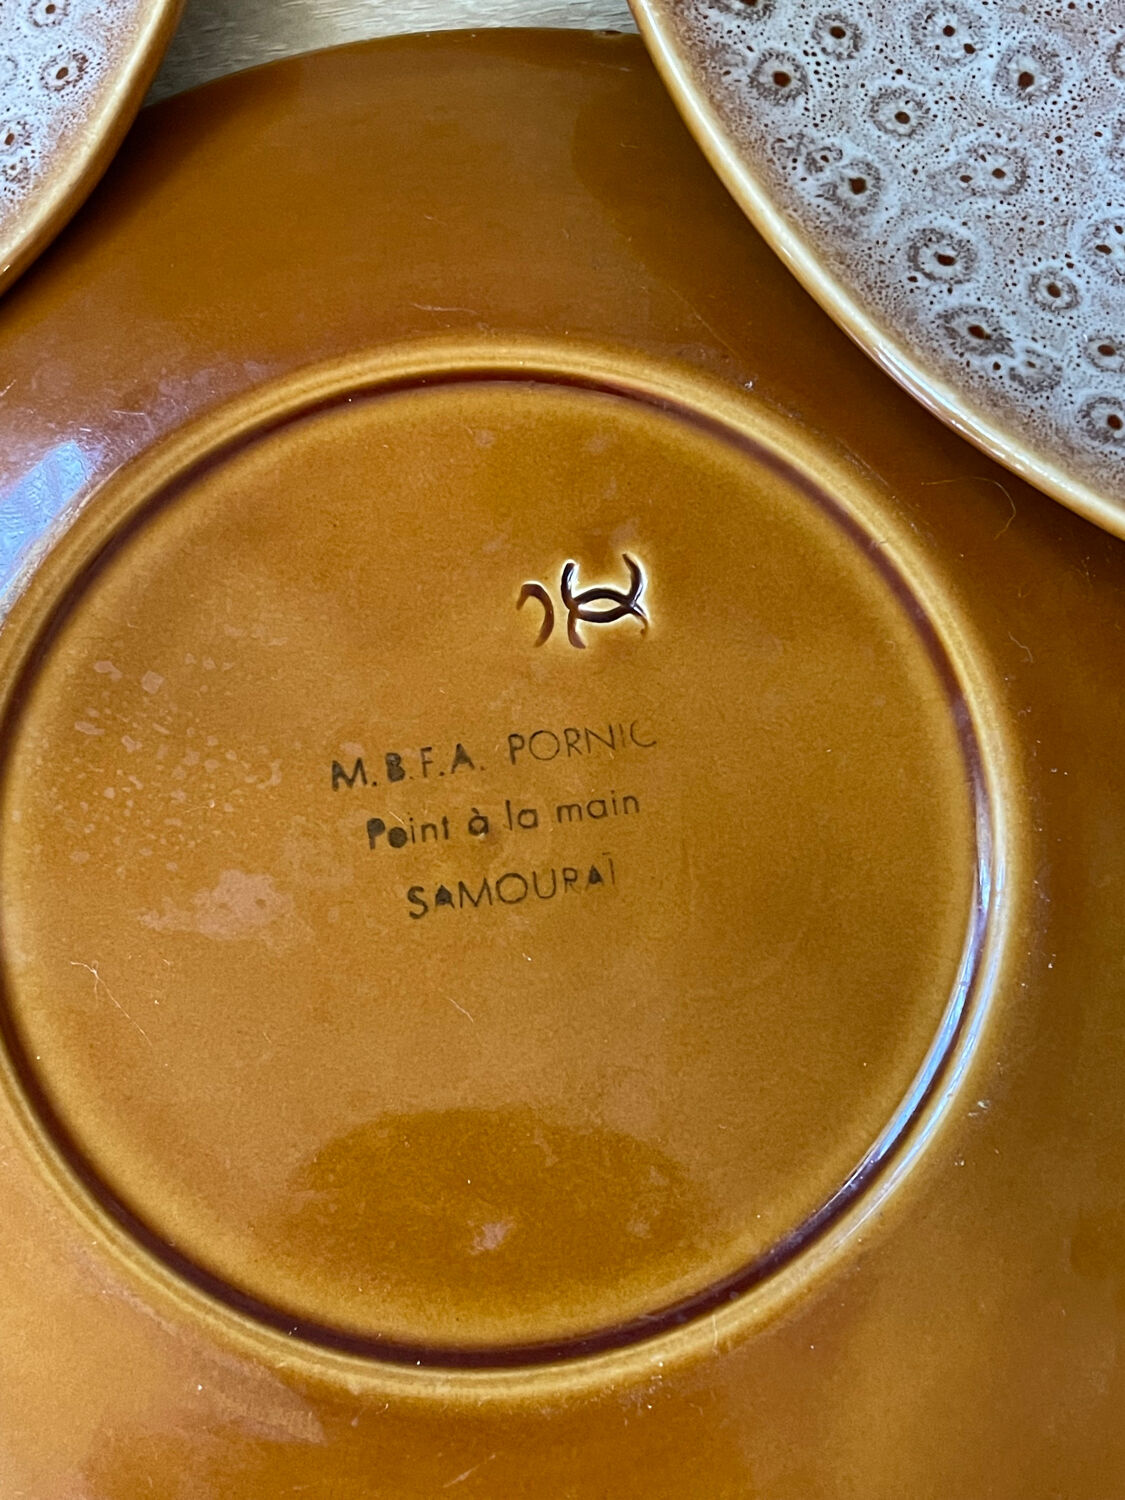 M.B.F.A. PORNIC
Peint à la main
SAMOURAÏ